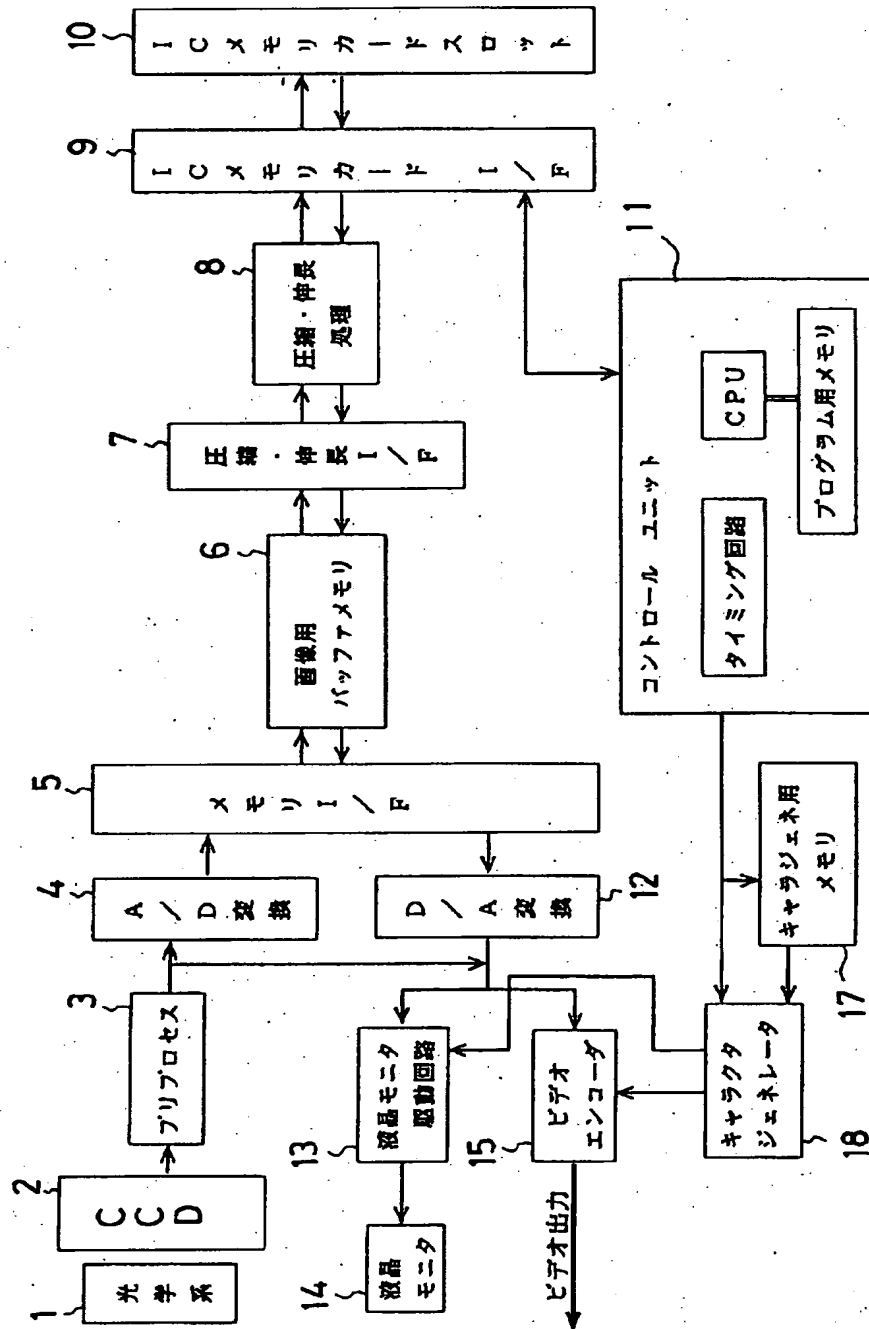 1
光学系
2
CCD
3
プリプロセス
4
A/D変換
5
メモリI/F
6
画像用
バッファメモリ
7
圧縮・伸長I/F
8
圧縮・伸長
処理
9
ICメモリカード I/F
10
ICメモリカードスロット
11
コントロール ユニット
タイミング回路
CPU
プログラム用メモリ
D/A変換
12
13
液晶モニタ
駆動回路
14
液晶
モニタ
15
ビデオ
エンコーダ
ビデオ出力
キャラジェネ用
メモリ
17
キャラクタ
ジェネレータ
18